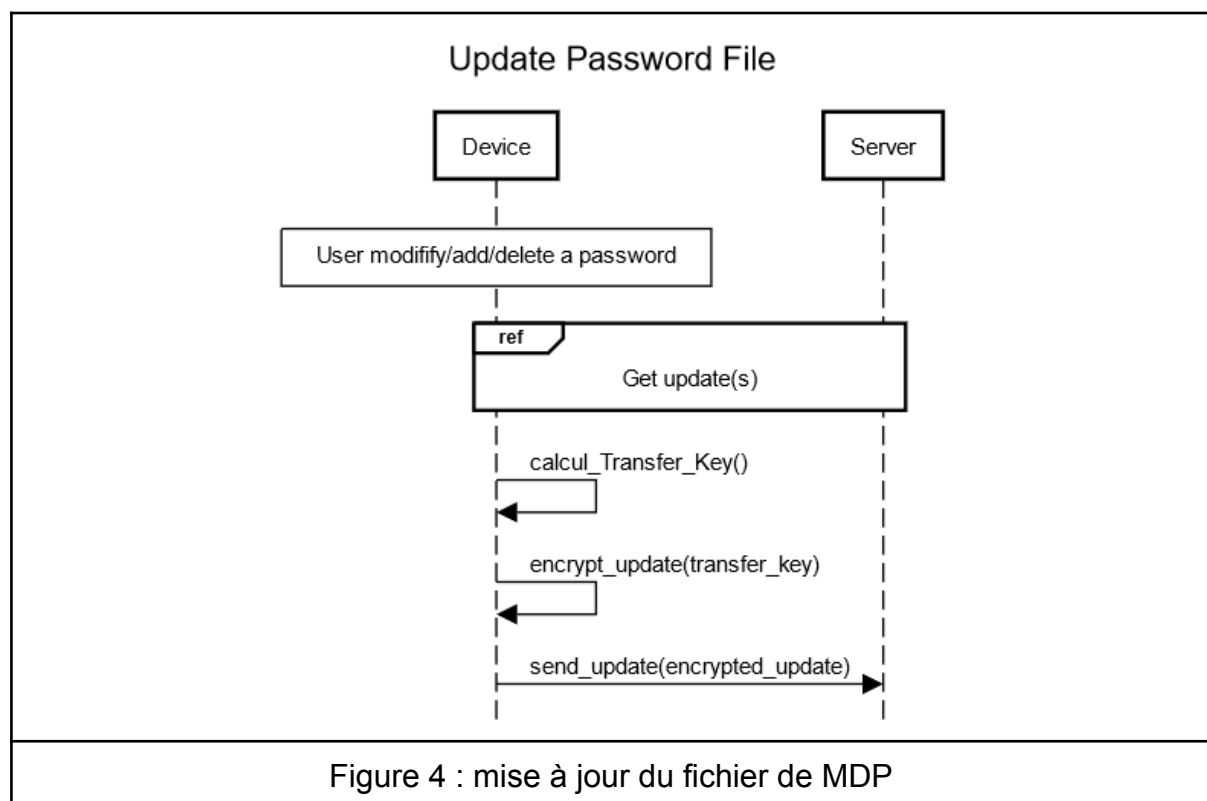 Update Password File
Device
Server
User modifify/add/delete a password
ref
Get update(s)
calcul_Transfer_Key()
encrypt_update(transfer_key)
send_update(encrypted_update)
Figure 4 : mise à jour du fichier de MDP